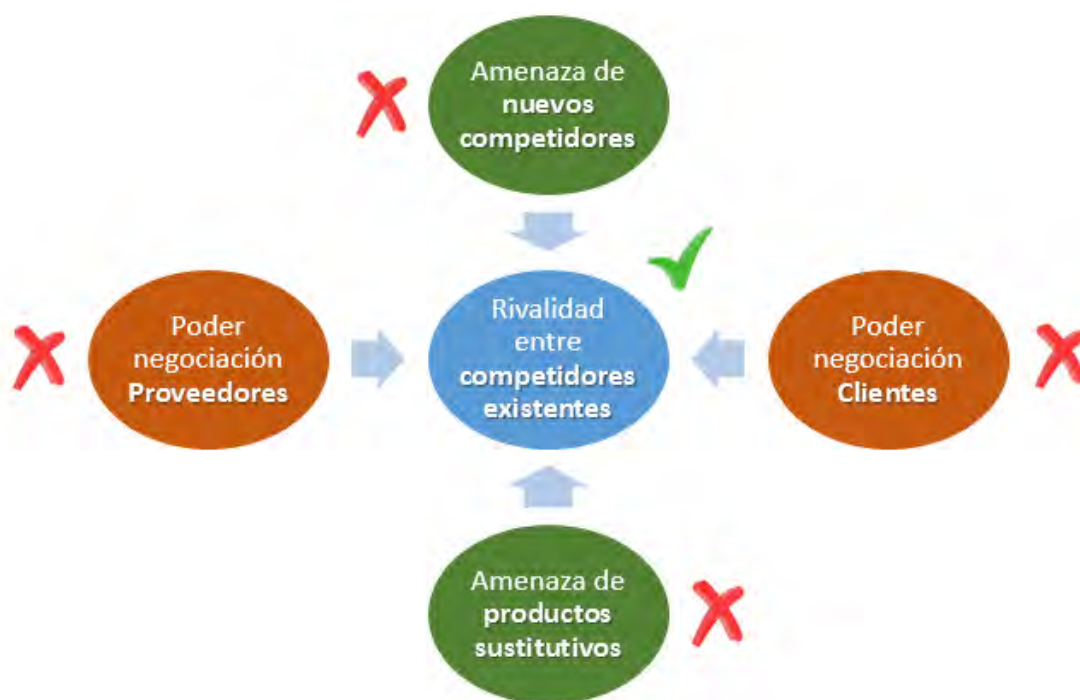 Amenaza de
nuevos
competidores
Poder
negociación
Proveedores
Rivalidad
entre
competidores
existentes
Poder
negociación
Clientes
Amenaza de
productos
sustitutivos